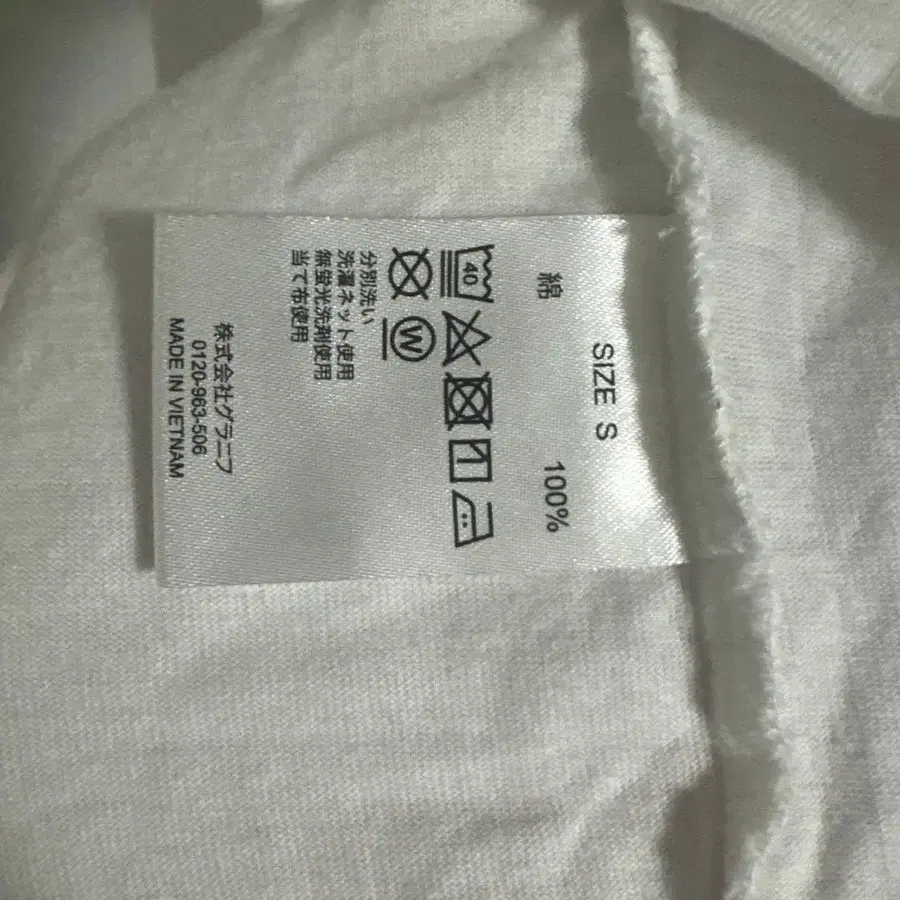 SIZE S
綿 100%
40
W
分別洗い
洗濯ネット使用
無蛍光洗剤使用
当て布使用
株式会社グラニフ
0120-963-506
MADE IN VIETNAM